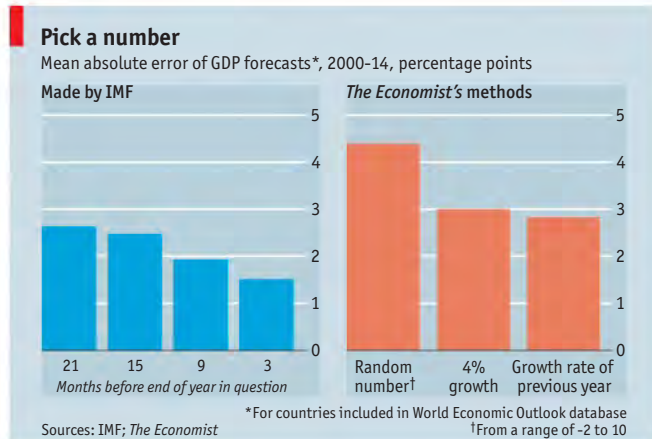 Pick a number
Mean absolute error of GDP forecasts*, 2000-14, percentage points
Made by IMF
5
4
3
2
1
0
21 15 9 3
Months before end of year in question
The Economist's methods
5
4
3
2
1
0
Random number†
4% growth
Growth rate of previous year
*For countries included in World Economic Outlook database
Sources: IMF; The Economist
†From a range of -2 to 10